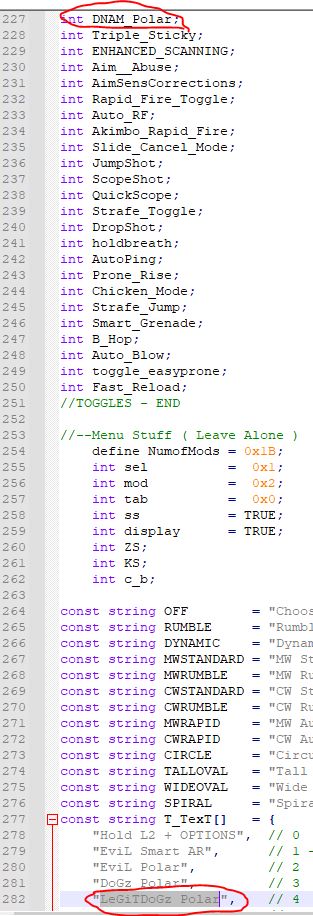 227 int DNAM_Polar;
228 int Triple_Sticky;
229 int ENHANCED_SCANNING;
230 int Aim__Abuse;
231 int AimSensCorrections;
232 int Rapid_Fire_Toggle;
233 int Auto_RF;
234 int Akimbo_Rapid_Fire;
235 int Slide_Cancel_Mode;
236 int JumpShot;
237 int ScopeShot;
238 int QuickScope;
239 int Strafe_Toggle;
240 int DropShot;
241 int holdbreath;
242 int AutoPing;
243 int Prone_Rise;
244 int Chicken_Mode;
245 int Strafe_Jump;
246 int Smart_Grenade;
247 int B_Hop;
248 int Auto_Blow;
249 int toggle_easyprone;
250 int Fast_Reload;
251 //TOGGLES - END
252
253 //--Menu Stuff ( Leave Alone )
254 define NumofMods = 0x1B;
255 int sel = 0x1;
256 int mod = 0x2;
257 int tab = 0x0;
258 int ss = TRUE;
259 int display = TRUE;
260 int ZS;
261 int KS;
262 int c_b;
263
264 const string OFF = "Choos
265 const string RUMBLE = "Rumbl
266 const string DYNAMIC = "Dynam
267 const string MWSTANDARD = "MW St
268 const string MWRUMBLE = "MW Ru
269 const string CWSTANDARD = "CW St
270 const string CWRUMBLE = "CW Ru
271 const string MWRAPID = "MW Au
272 const string CWRAPID = "CW Au
273 const string CIRCLE = "Circu
274 const string TALLOVAL = "Tall
275 const string WIDEOVAL = "Wide
276 const string SPIRAL = "Spira
277 const string T_TexT[] = {
278 "Hold L2 + OPTIONS", // 0
279 "EviL Smart AR", // 1 -
280 "EviL Polar", // 2
281 "DoGz Polar", // 3
282 "LeGiTDoGz Polar", // 4